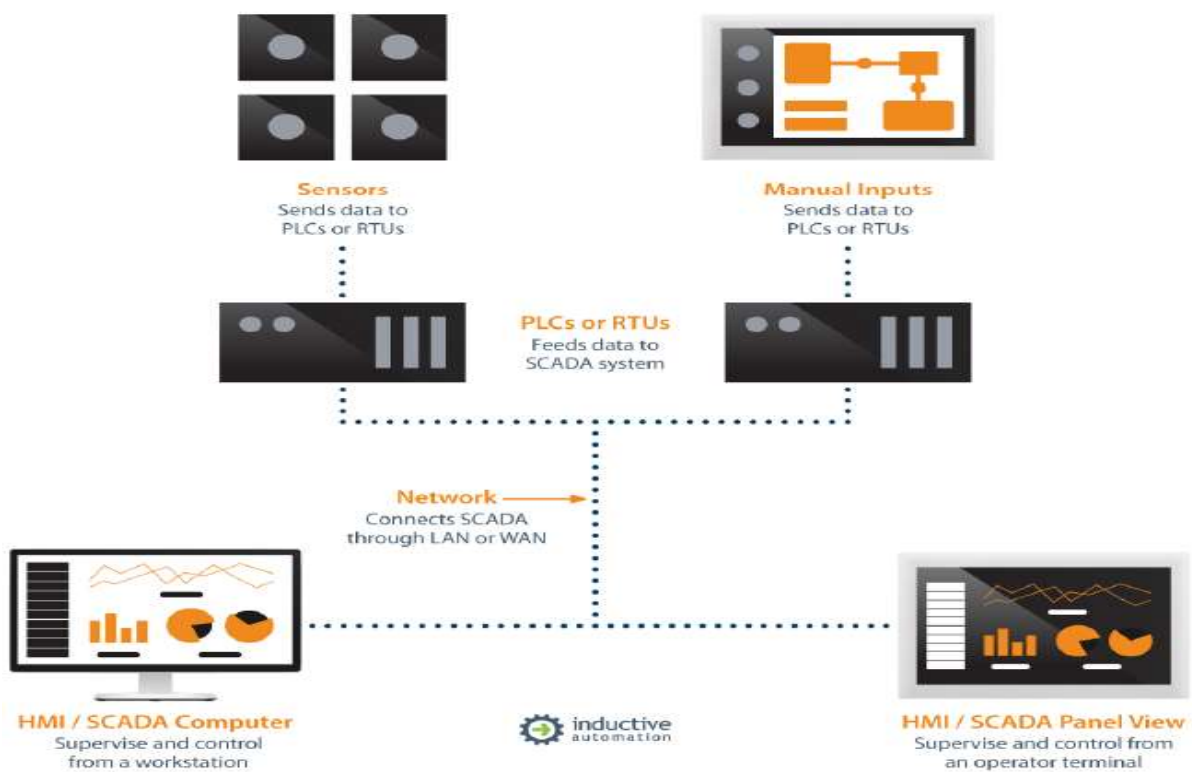 Sensors
Sends data to
PLCs or RTUs
Manual Inputs
Sends data to
PLCs or RTUs
PLCs or RTUs
Feeds data to
SCADA system
Network
Connects SCADA
through LAN or WAN
HMI / SCADA Computer
Supervise and control
from a workstation
inductive
automation
HMI / SCADA Panel View
Supervise and control from
an operator terminal